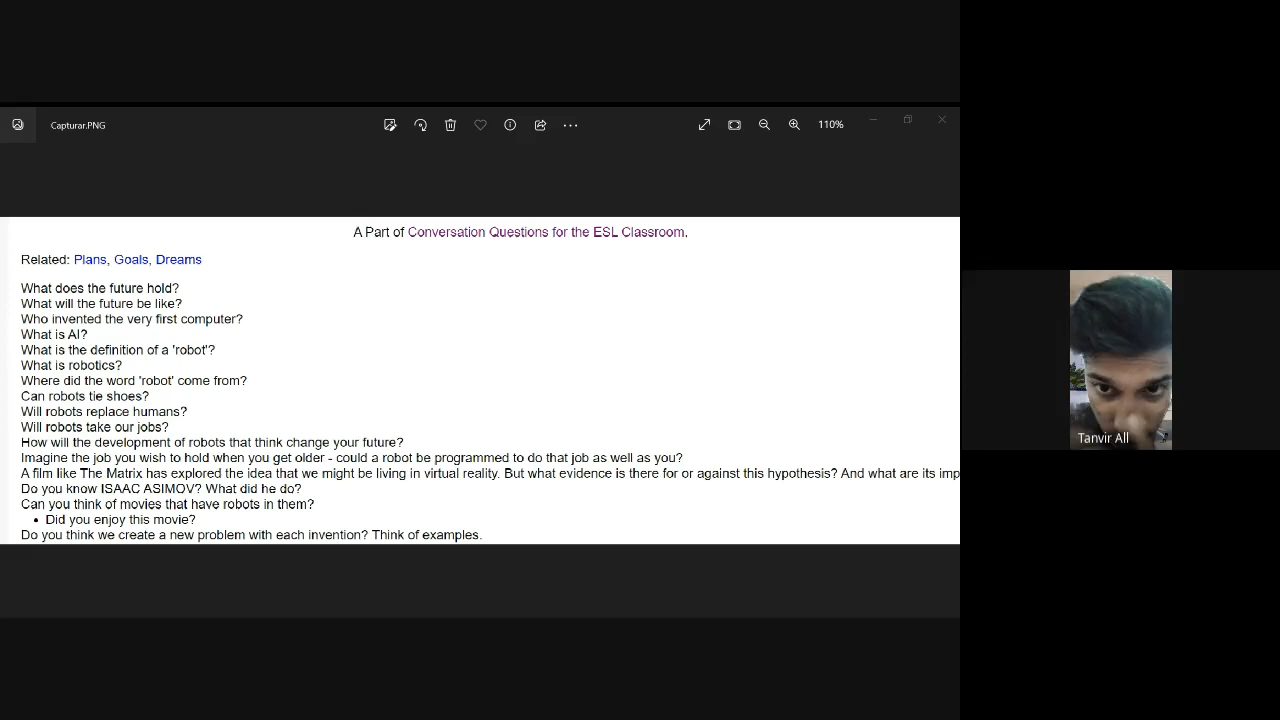 Capturar.PNG
110%
A Part of Conversation Questions for the ESL Classroom.
Related: Plans, Goals, Dreams
What does the future hold?
What will the future be like?
Who invented the very first computer?
What is AI?
What is the definition of a 'robot'?
What is robotics?
Where did the word 'robot' come from?
Can robots tie shoes?
Will robots replace humans?
Will robots take our jobs?
How will the development of robots that think change your future?
Imagine the job you wish to hold when you get older - could a robot be programmed to do that job as well as you?
A film like The Matrix has explored the idea that we might be living in virtual reality. But what evidence is there for or against this hypothesis? And what are its imp
Do you know ISAAC ASIMOV? What did he do?
Can you think of movies that have robots in them?
• Did you enjoy this movie?
Do you think we create a new problem with each invention? Think of examples.
Tanvir All